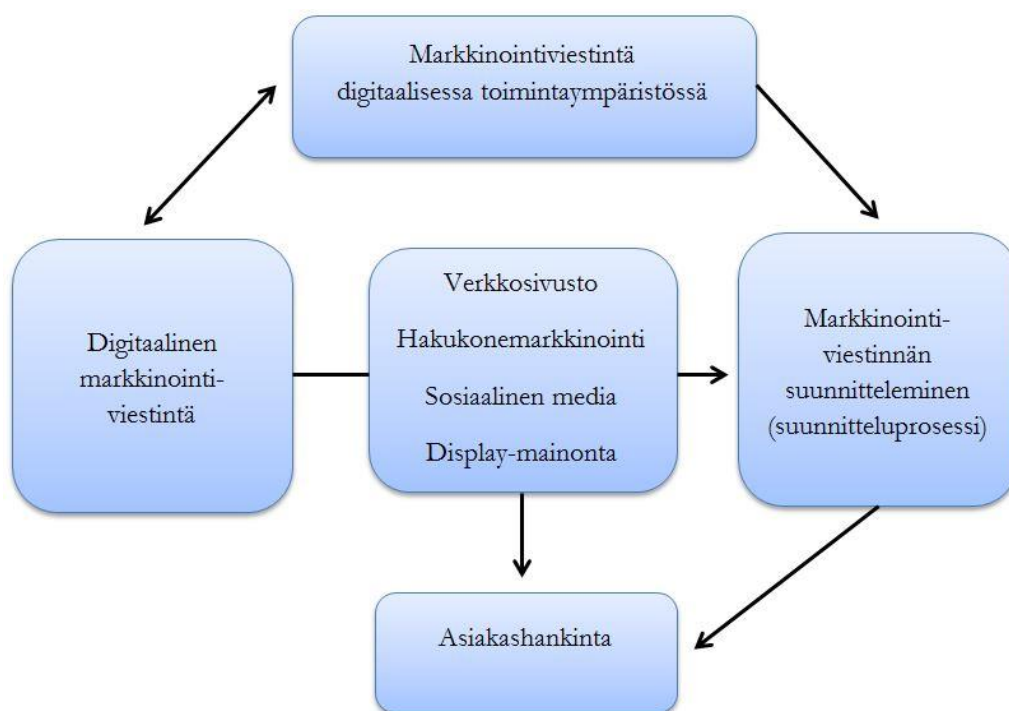 Markkinointiviestintä
digitaalisessa toimintaympäristössä
Digitaalinen
markkinointi-
viestintä
Verkkosivusto
Hakukonemarkkinointi
Sosiaalinen media
Display-mainonta
Markkinointi-
viestinnän
suunnitteleminen
(suunnitteluprosessi)
Asiakashankinta